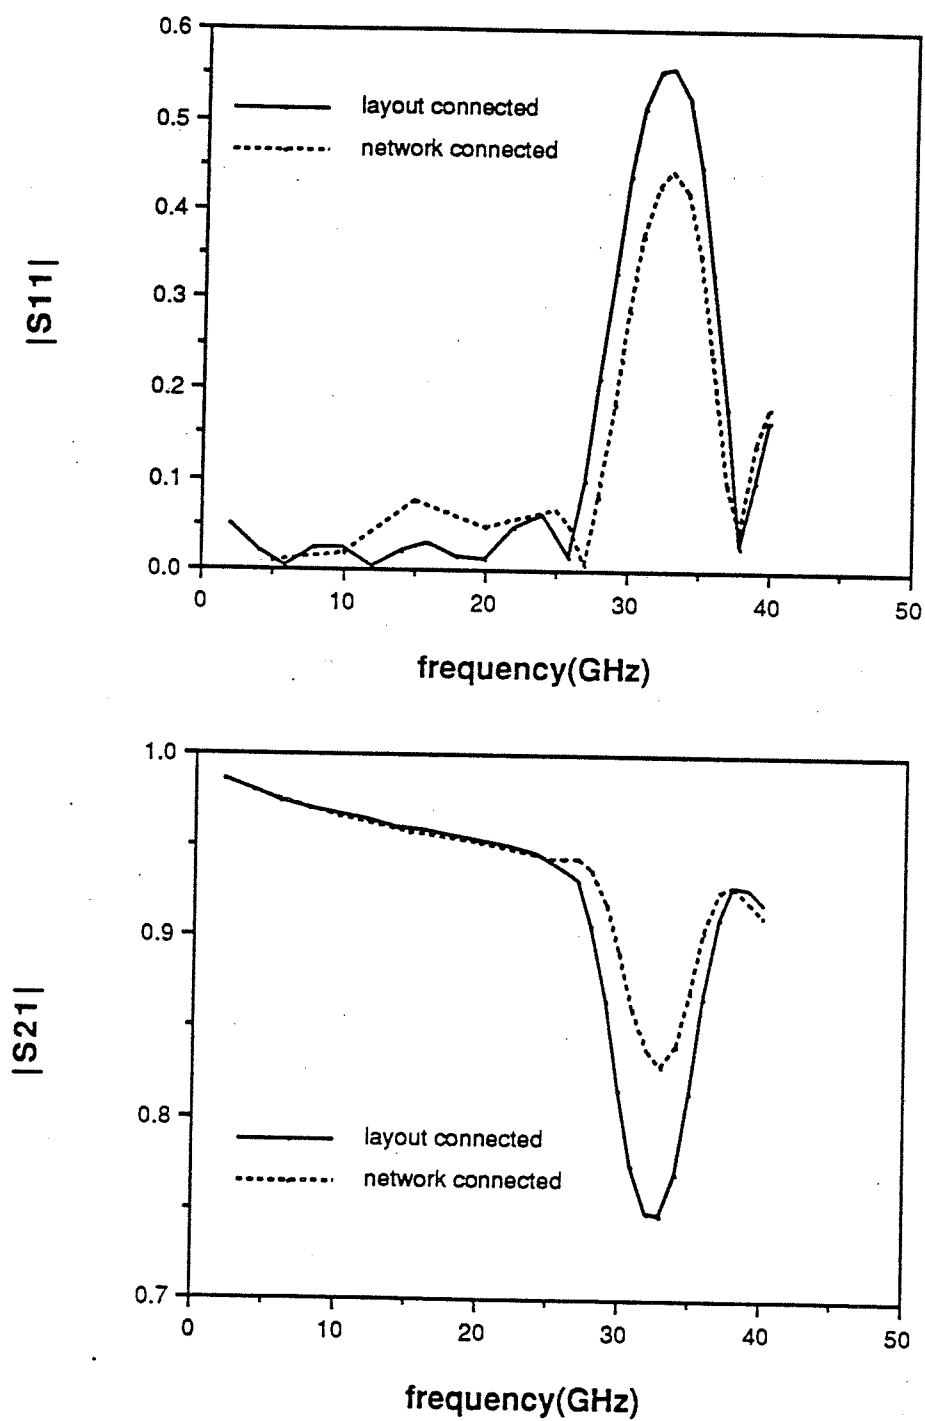 0.6
0.5
0.4
0.3
0.2
0.1
0.0
|S11|
layout connected
network connected
0 10 20 30 40 50
frequency(GHz)
1.0
0.9
0.8
0.7
|S21|
layout connected
network connected
0 10 20 30 40 50
frequency(GHz)